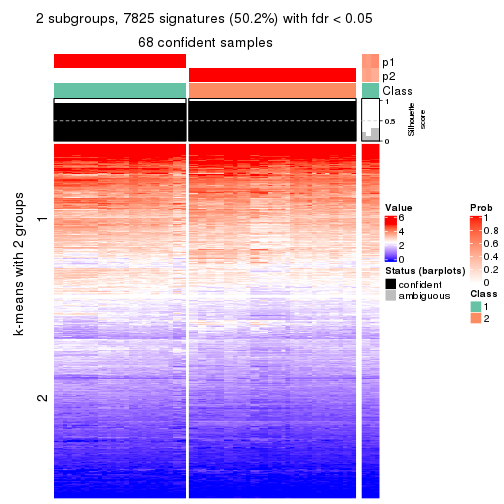 2 subgroups, 7825 signatures (50.2%) with fdr < 0.05
68 confident samples
p1
p2
Class
1
0.5
0
Silhouette
score
k-means with 2 groups
1
2
Value
6
4
2
0
Status (barplots)
confident
ambiguous
Prob
1
0.8
0.6
0.4
0.2
0
Class
1
2